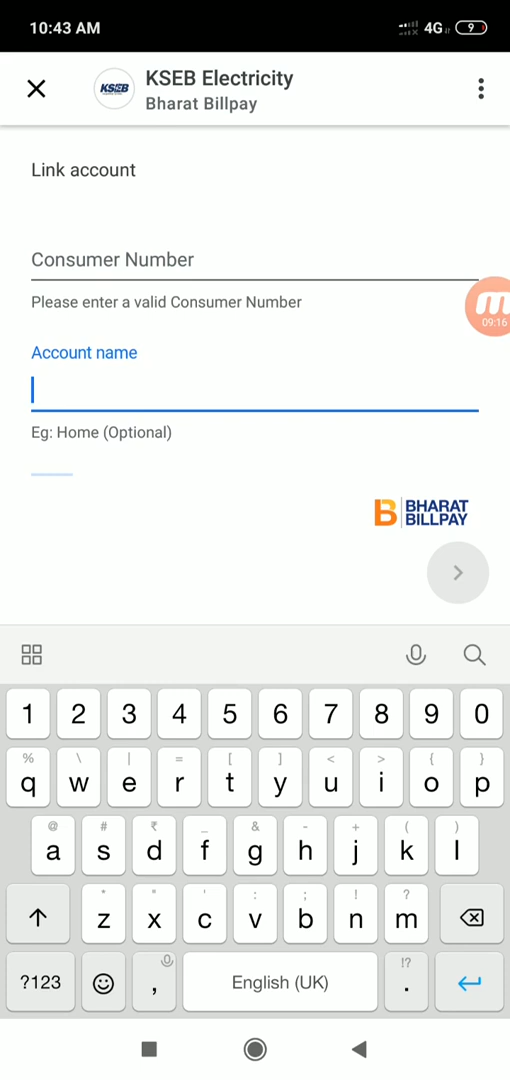 10:43 AM 4G 9
KSEB KSEB Electricity
Bharat Billpay
Link account
Consumer Number
Please enter a valid Consumer Number
09:16
Account name
Eg: Home (Optional)
B BHARAT
BILLPAY
1 2 3 4 5 6 7 8 9 0
% \ | = [ ] < > { }
q w e r t y u i o p
@ # ₹ _ & - + ( )
a s d f g h j k l
* " ' : ; ! ?
z x c v b n m
!?
?123 , English (UK) .